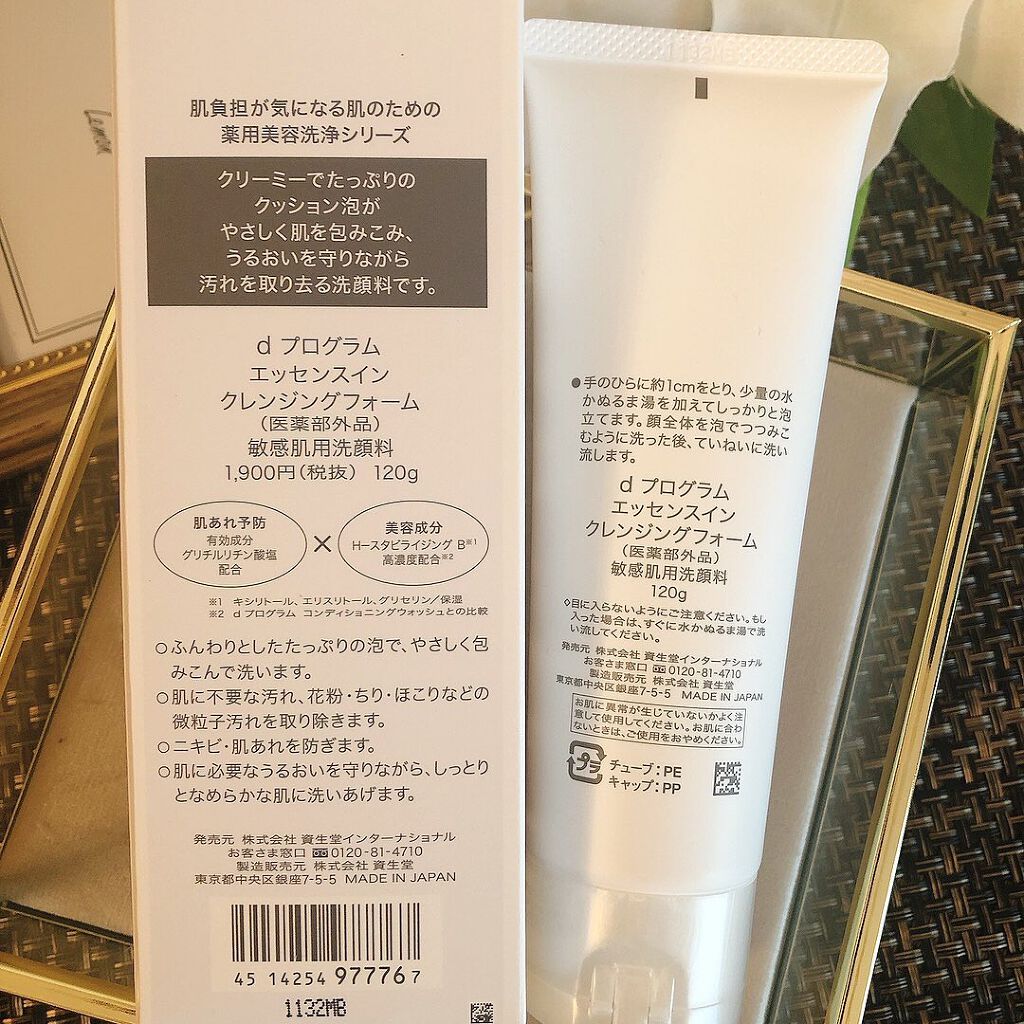 Lemon
肌負担が気になる肌のための
薬用美容洗浄シリーズ
クリーミーでたっぷりの
クッション泡が
やさしく肌を包みこみ、
うるおいを守りながら
汚れを取り去る洗顔料です。
d プログラム
エッセンスイン
クレンジングフォーム
（医薬部外品）
敏感肌用洗顔料
1,900円(税抜) 120g
肌あれ予防
有効成分
グリチルリチン酸塩
配合
×
美容成分
Hースタビライジング B※1
高濃度配合※2
※1 キシリトール、エリスリトール、グリセリン/保湿
※2 d プログラム コンディショニングウォッシュとの比較
○ふんわりとしたたっぷりの泡で、やさしく包
みこんで洗います。
○肌に不要な汚れ、花粉・ちり・ほこりなどの
微粒子汚れを取り除きます。
○ニキビ・肌あれを防ぎます。
○肌に必要なうるおいを守りながら、しっとり
となめらかな肌に洗いあげます。
発売元 株式会社 資生堂インターナショナル
お客さま窓口 0120-81-4710
製造販売元 株式会社 資生堂
東京都中央区銀座7-5-5 MADE IN JAPAN
45 14254 97776 7
1132MB
●手のひらに約1cmをとり、少量の水
かぬるま湯を加えてしっかりと泡
立てます。顔全体を泡でつつみこ
むように洗った後、ていねいに洗い
流します。
d プログラム
エッセンスイン
クレンジングフォーム
（医薬部外品）
敏感肌用洗顔料
120g
◇目に入らないようにご注意ください。もし
入った場合は、すぐに水かぬるま湯で洗
い流してください。
発売元 株式会社 資生堂インターナショナル
お客さま窓口 0120-81-4710
製造販売元 株式会社 資生堂
東京都中央区銀座7-5-5 MADE IN JAPAN
お肌に異常が生じていないかよく注
意して使用してください。お肌に合わ
ないときは、ご使用をおやめください。
プラ
チューブ：PE
キャップ：PP